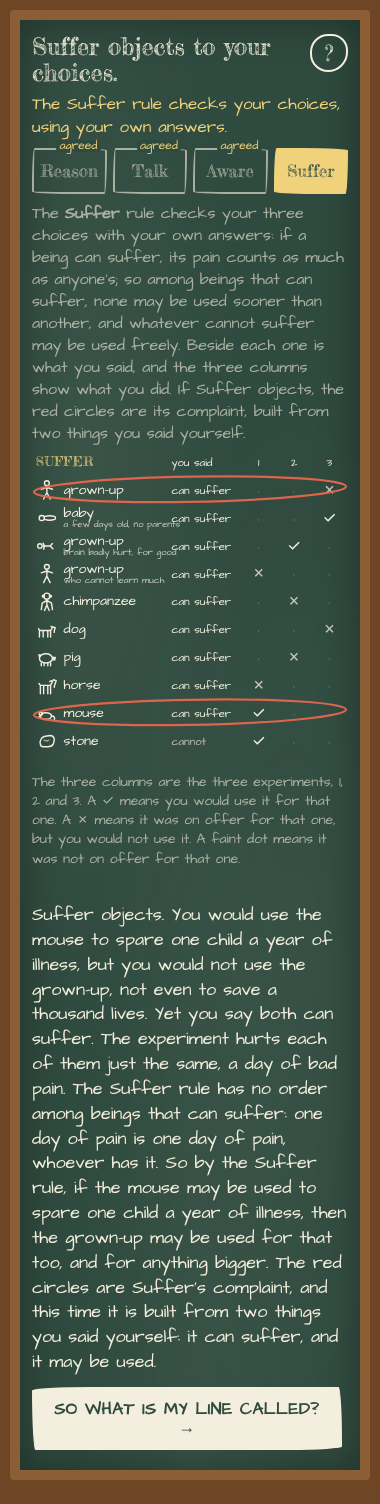 Suffer objects to your
choices.
?
The Suffer rule checks your choices,
using your own answers.
agreed agreed agreed
Reason Talk Aware Suffer
The Suffer rule checks your three
choices with your own answers: if a
being can suffer, its pain counts as much
as anyone's; so among beings that can
suffer, none may be used sooner than
another, and whatever cannot suffer
may be used freely. Beside each one is
what you said, and the three columns
show what you did. If Suffer objects, the
red circles are its complaint, built from
two things you said yourself.
SUFFER you said 1 2 3
grown-up can suffer · · ×
baby can suffer · · ✓
a few days old, no parents
grown-up can suffer · ✓ ·
brain badly hurt, for good
grown-up can suffer × · ·
who cannot learn much
chimpanzee can suffer · × ·
dog can suffer · · ×
pig can suffer · × ·
horse can suffer × · ·
mouse can suffer ✓ · ·
stone cannot ✓ · ·
The three columns are the three experiments, 1,
2 and 3. A ✓ means you would use it for that
one. A × means it was on offer for that one,
but you would not use it. A faint dot means it
was not on offer for that one.
Suffer objects. You would use the
mouse to spare one child a year of
illness, but you would not use the
grown-up, not even to save a
thousand lives. Yet you say both can
suffer. The experiment hurts each
of them just the same, a day of bad
pain. The Suffer rule has no order
among beings that can suffer: one
day of pain is one day of pain,
whoever has it. So by the Suffer
rule, if the mouse may be used to
spare one child a year of illness, then
the grown-up may be used for that
too, and for anything bigger. The red
circles are Suffer's complaint, and
this time it is built from two things
you said yourself: it can suffer, and
it may be used.
SO WHAT IS MY LINE CALLED?
→